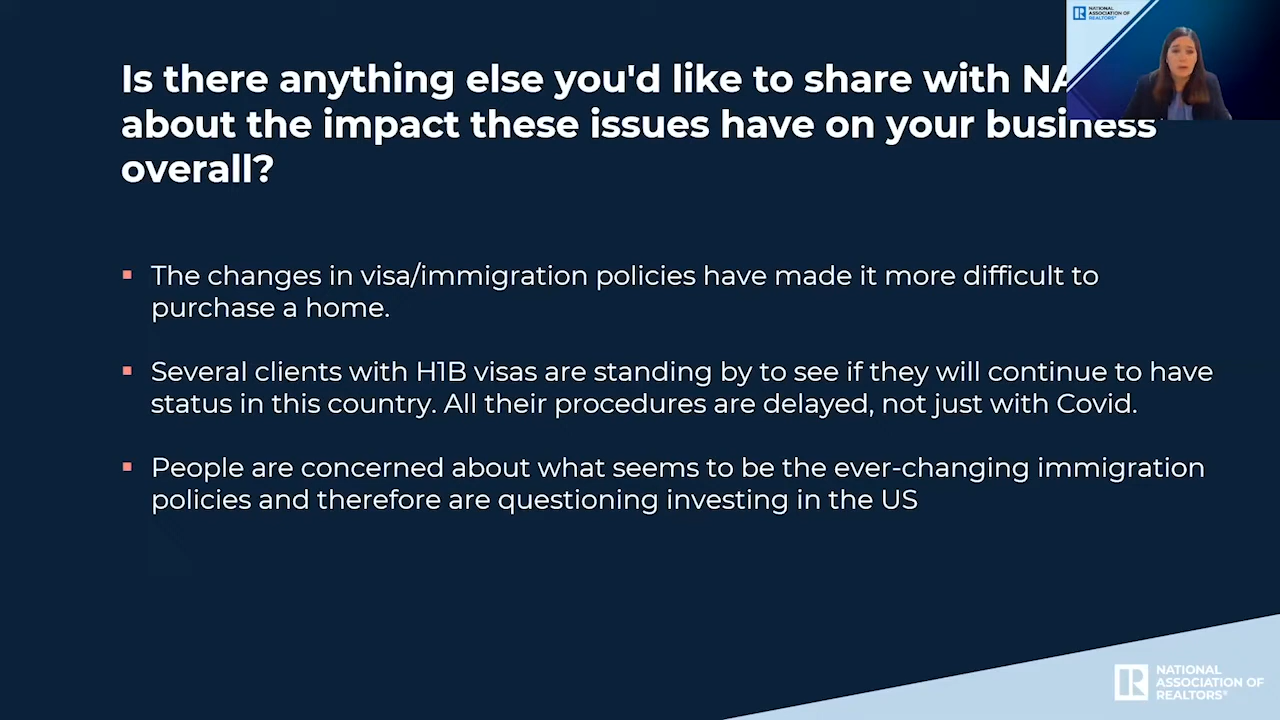 NATIONAL
ASSOCIATION OF
REALTORS®
Is there anything else you'd like to share with
about the impact these issues have on your business
overall?
▪ The changes in visa/immigration policies have made it more difficult to
purchase a home.
▪ Several clients with H1B visas are standing by to see if they will continue to have
status in this country. All their procedures are delayed, not just with Covid.
▪ People are concerned about what seems to be the ever-changing immigration
policies and therefore are questioning investing in the US
NATIONAL
ASSOCIATION OF
REALTORS®